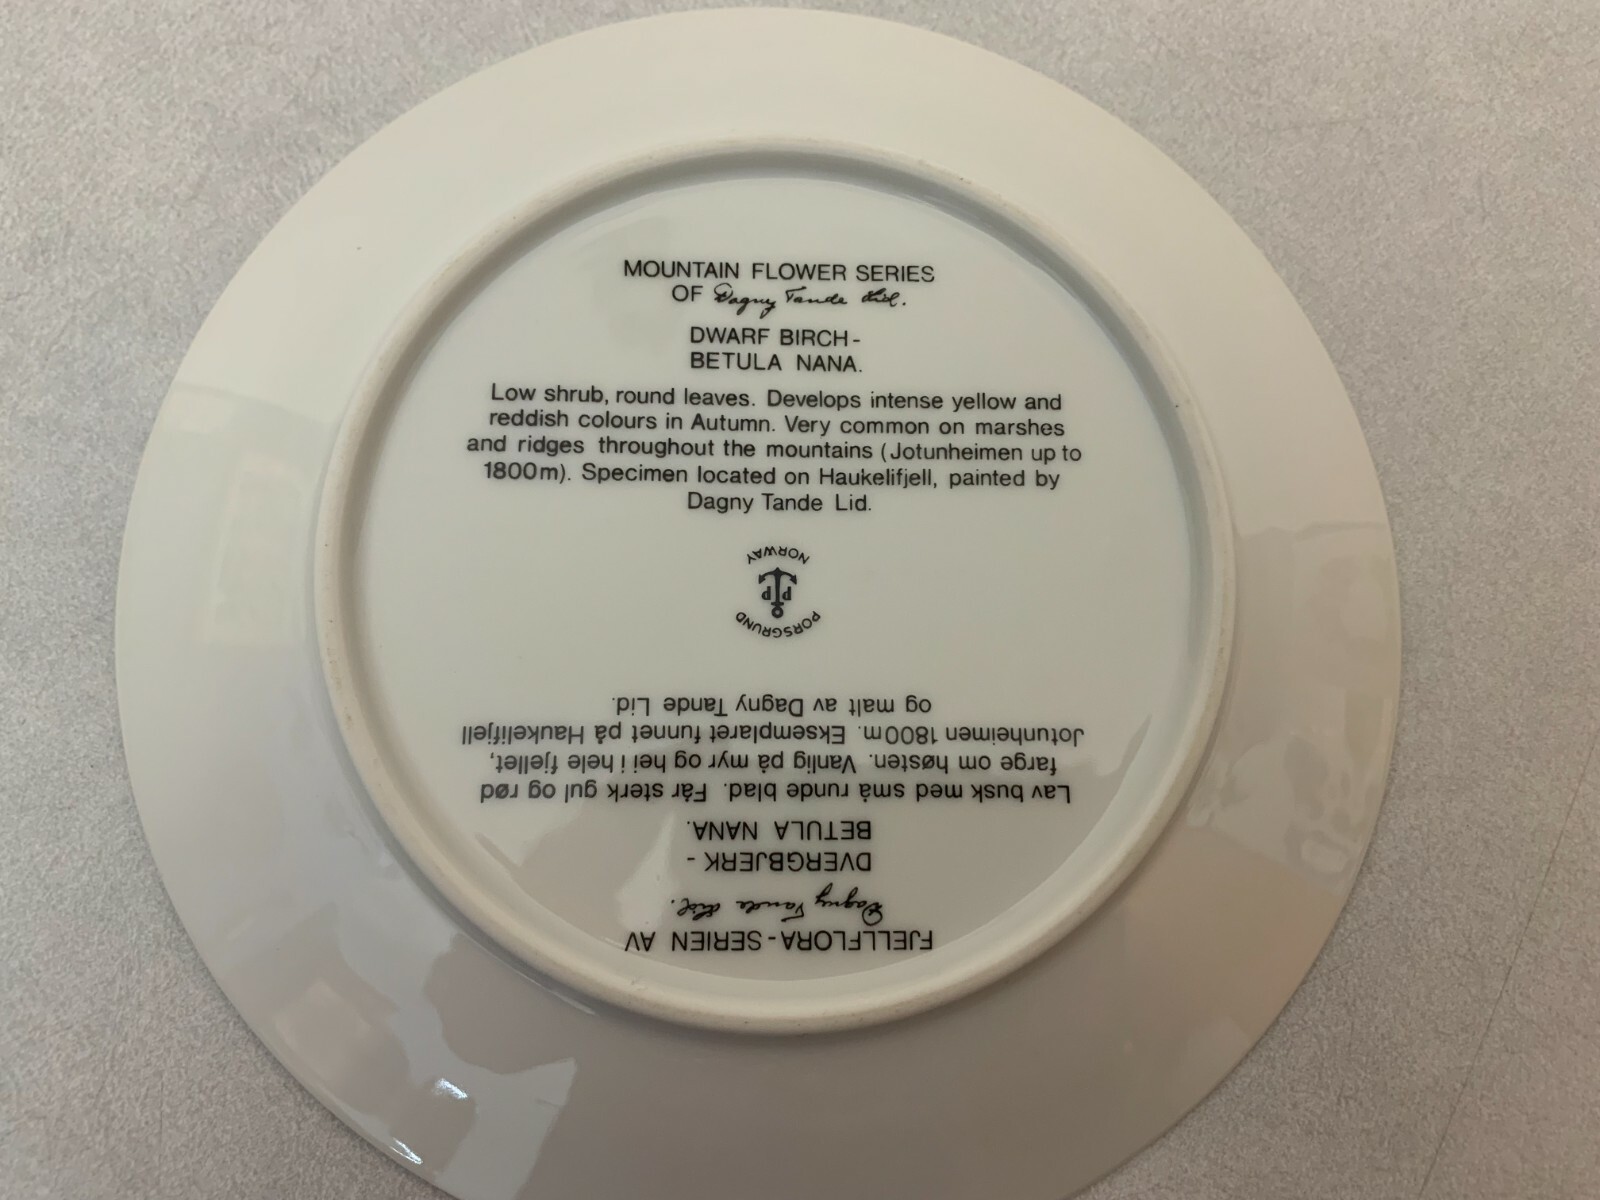 MOUNTAIN FLOWER SERIES
OF Dagny Tande Lid.
DWARF BIRCH -
BETULA NANA.
Low shrub, round leaves. Develops intense yellow and
reddish colours in Autumn. Very common on marshes
and ridges throughout the mountains (Jotunheimen up to
1800m). Specimen located on Haukelifjell, painted by
Dagny Tande Lid.
PORSGRUND
PP
NORWAY
FJELLFLORA - SERIEN AV
Dagny Tande Lid.
DVERGBJERK -
BETULA NANA.
Lav busk med små runde blad. Får sterk gul og rød
farge om høsten. Vanlig på myr og hei i hele fjellet,
Jotunheimen 1800m. Eksemplaret funnet på Haukelifjell
og malt av Dagny Tande Lid.